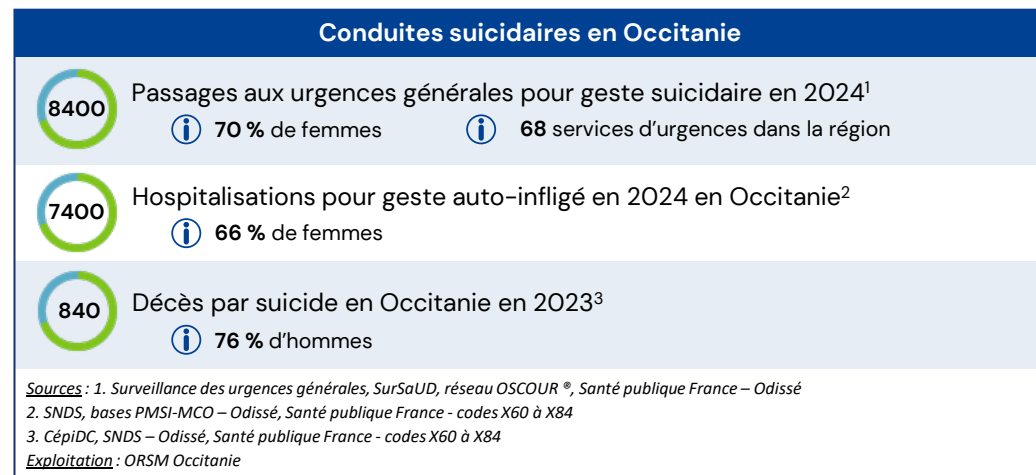 Conduites suicidaires en Occitanie
8400
Passages aux urgences générales pour geste suicidaire en 2024¹
70 % de femmes
68 services d'urgences dans la région
7400
Hospitalisations pour geste auto-infligé en 2024 en Occitanie²
66 % de femmes
840
Décès par suicide en Occitanie en 2023³
76 % d'hommes
Sources : 1. Surveillance des urgences générales, SurSaUD, réseau OSCOUR ®, Santé publique France – Odissé
2. SNDS, bases PMSI-MCO – Odissé, Santé publique France - codes X60 à X84
3. CépiDC, SNDS – Odissé, Santé publique France - codes X60 à X84
Exploitation : ORSM Occitanie